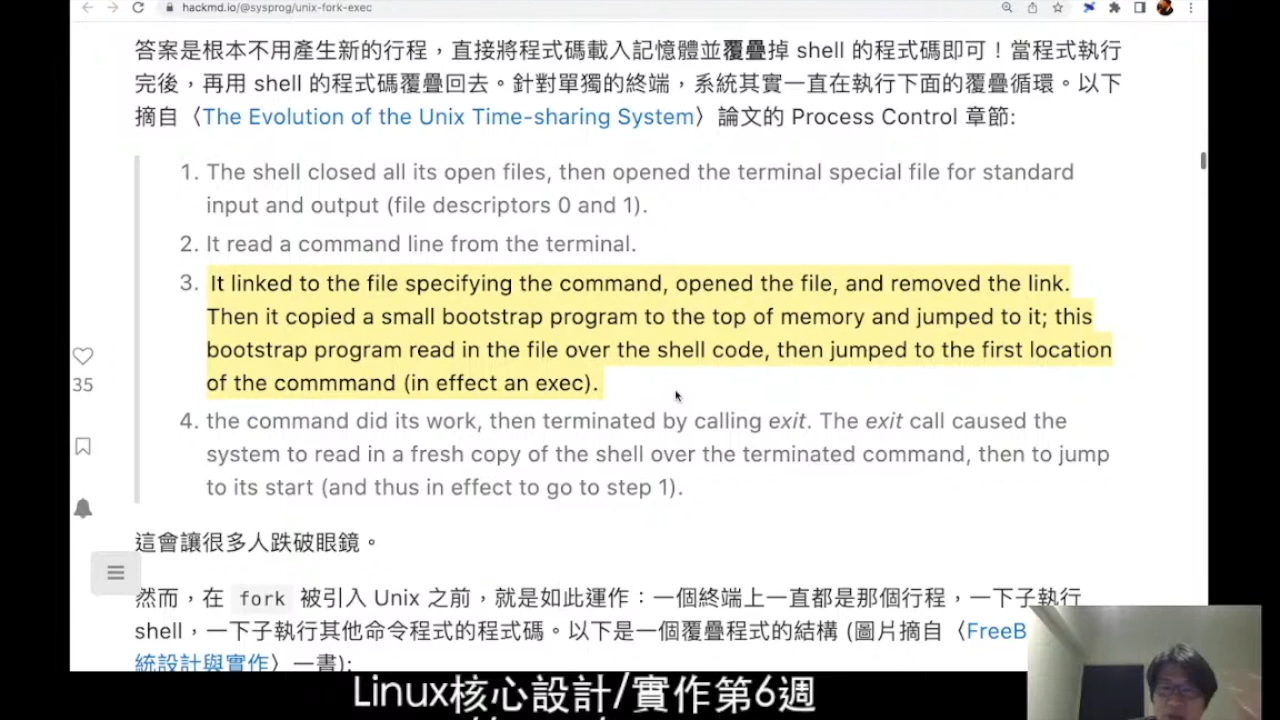 hackmd.io/@sysprog/unix-fork-exec
答案是根本不用產生新的行程，直接將程式碼載入記憶體並覆疊掉 shell 的程式碼即可！當程式執行
完後，再用 shell 的程式碼覆疊回去。針對單獨的終端，系統其實一直在執行下面的覆疊循環。以下
摘自〈The Evolution of the Unix Time-sharing System〉論文的 Process Control 章節:
1. The shell closed all its open files, then opened the terminal special file for standard
input and output (file descriptors 0 and 1).
2. It read a command line from the terminal.
3. It linked to the file specifying the command, opened the file, and removed the link.
Then it copied a small bootstrap program to the top of memory and jumped to it; this
bootstrap program read in the file over the shell code, then jumped to the first location
of the commmand (in effect an exec).
35
4. the command did its work, then terminated by calling exit. The exit call caused the
system to read in a fresh copy of the shell over the terminated command, then to jump
to its start (and thus in effect to go to step 1).
這會讓很多人跌破眼鏡。
然而，在 fork 被引入 Unix 之前，就是如此運作：一個終端上一直都是那個行程，一下子執行
shell，一下子執行其他命令程式的程式碼。以下是一個覆疊程式的結構 (圖片摘自〈FreeB
統設計與實作〉一書):
Linux核心設計/實作第6週